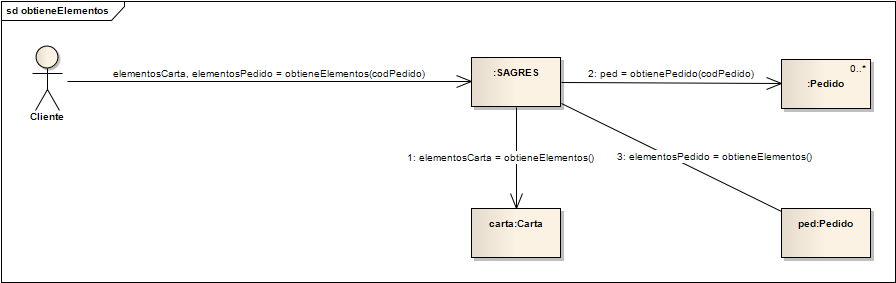 sd obtieneElementos
elementosCarta, elementosPedido = obtieneElementos(codPedido)
:SAGRES
2: ped = obtienePedido(codPedido)
0..*
:Pedido
Cliente
1: elementosCarta = obtieneElementos()
3: elementosPedido = obtieneElementos()
carta:Carta
ped:Pedido